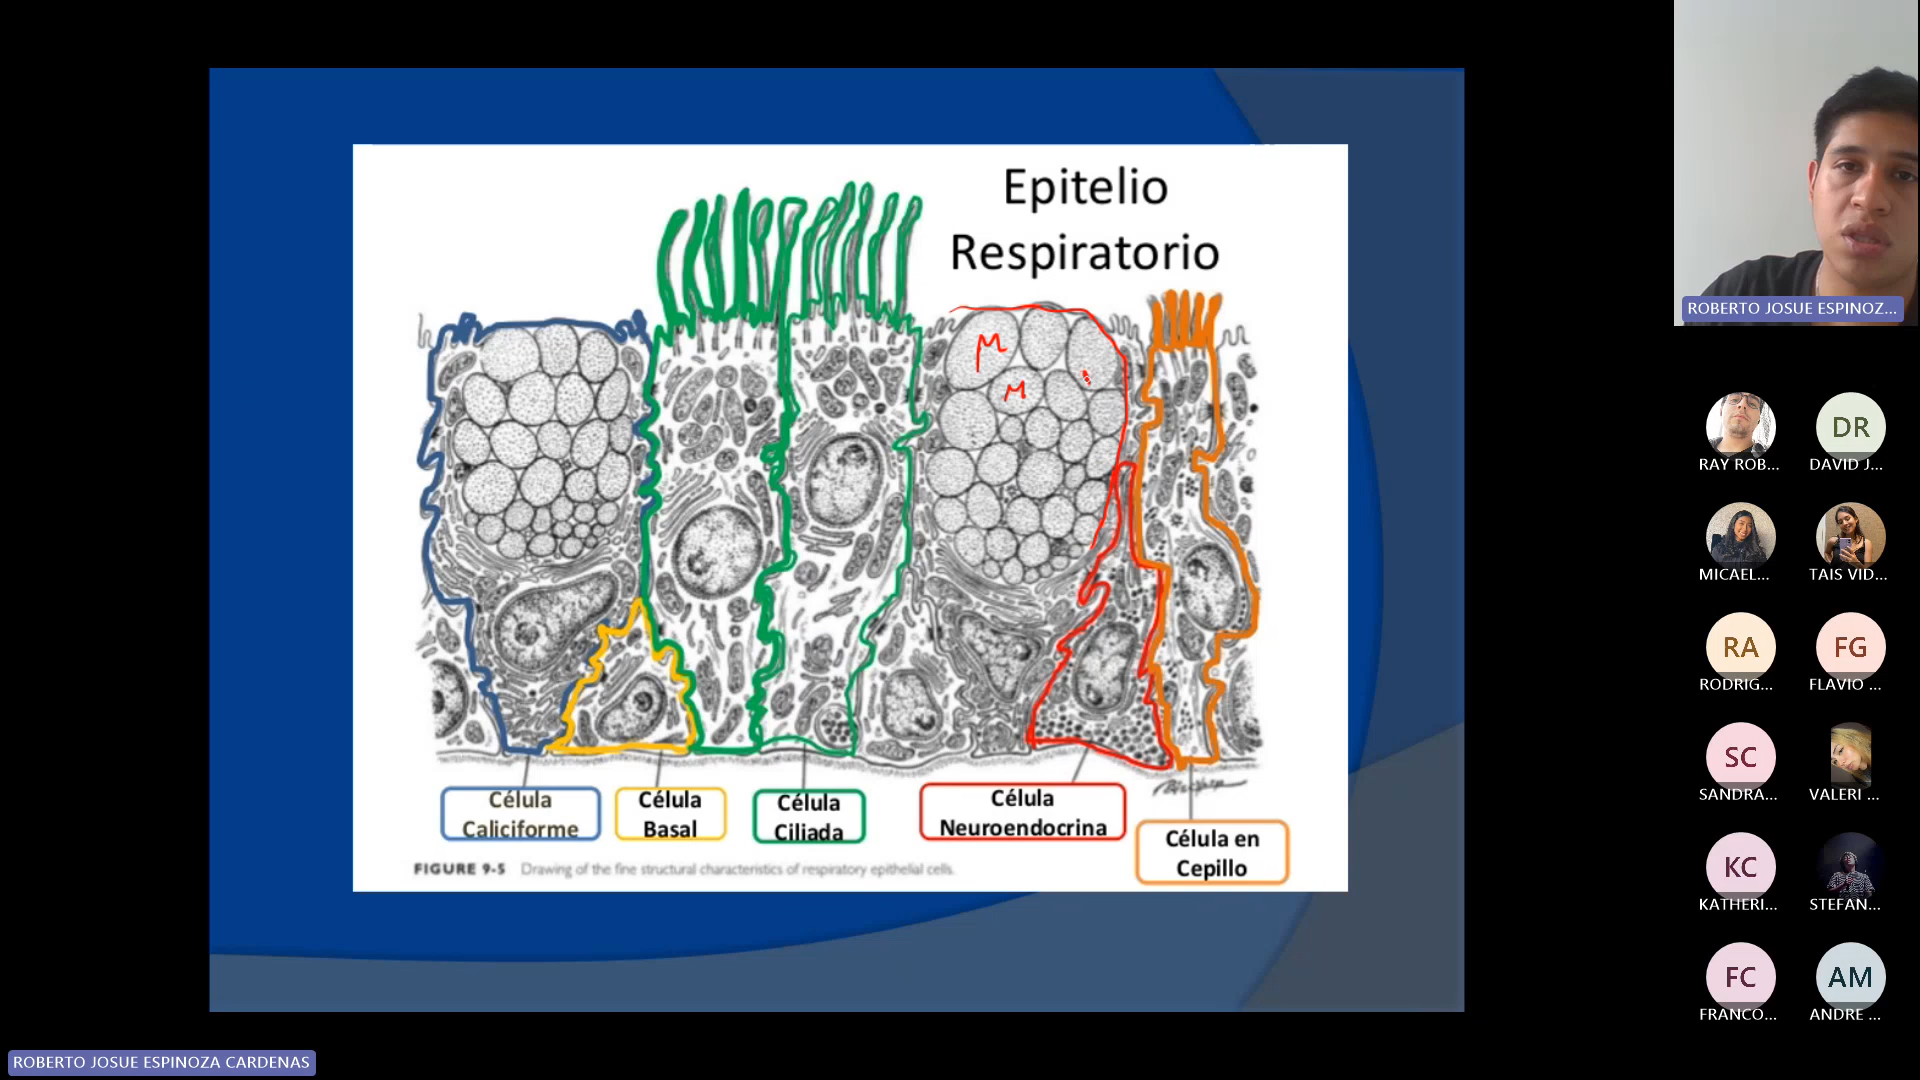 Epitelio
Respiratorio
M
M
Célula
Caliciforme
Célula
Basal
Célula
Ciliada
Célula
Neuroendocrina
Célula en
Cepillo
FIGURE 9-5 Drawing of the fine structural characteristics of respiratory epithelial cells.
ROBERTO JOSUE ESPINOZ...
RAY ROB...
DR
DAVID J...
MICAEL...
TAIS VID...
RA
RODRIG...
FG
FLAVIO ...
SC
SANDRA...
VALERI ...
KC
KATHERI...
STEFAN...
FC
FRANCO...
AM
ANDRE ...
ROBERTO JOSUE ESPINOZA CARDENAS